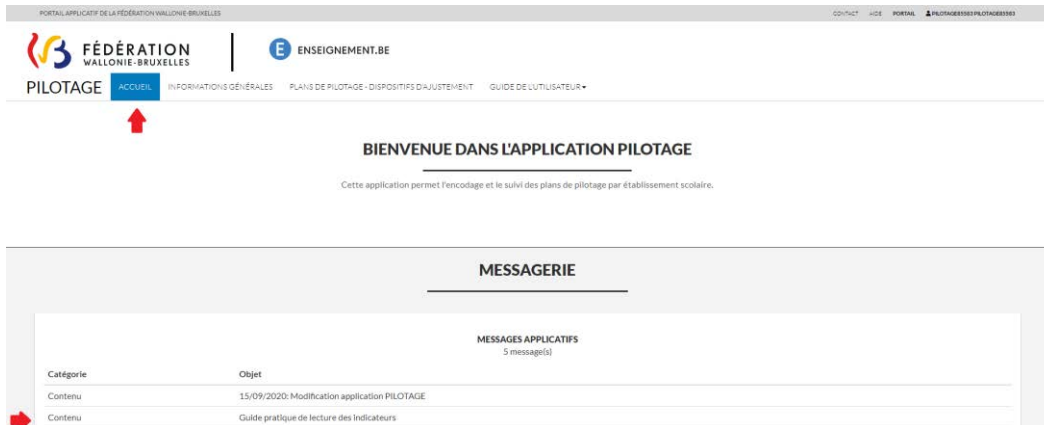 PORTAIL APPLICATIF DE LA FÉDÉRATION WALLONIE-BRUXELLES CONTACT AIDE PORTAIL PILOTAGE85503 PILOTAGE85503
FÉDÉRATION
WALLONIE-BRUXELLES
E ENSEIGNEMENT.BE
PILOTAGE ACCUEIL INFORMATIONS GÉNÉRALES PLANS DE PILOTAGE - DISPOSITIFS D'AJUSTEMENT GUIDE DE L'UTILISATEUR
BIENVENUE DANS L'APPLICATION PILOTAGE
Cette application permet l'encodage et le suivi des plans de pilotage par établissement scolaire.
MESSAGERIE
MESSAGES APPLICATIFS
5 message(s)
Catégorie Objet
Contenu 15/09/2020: Modification application PILOTAGE
Contenu Guide pratique de lecture des indicateurs